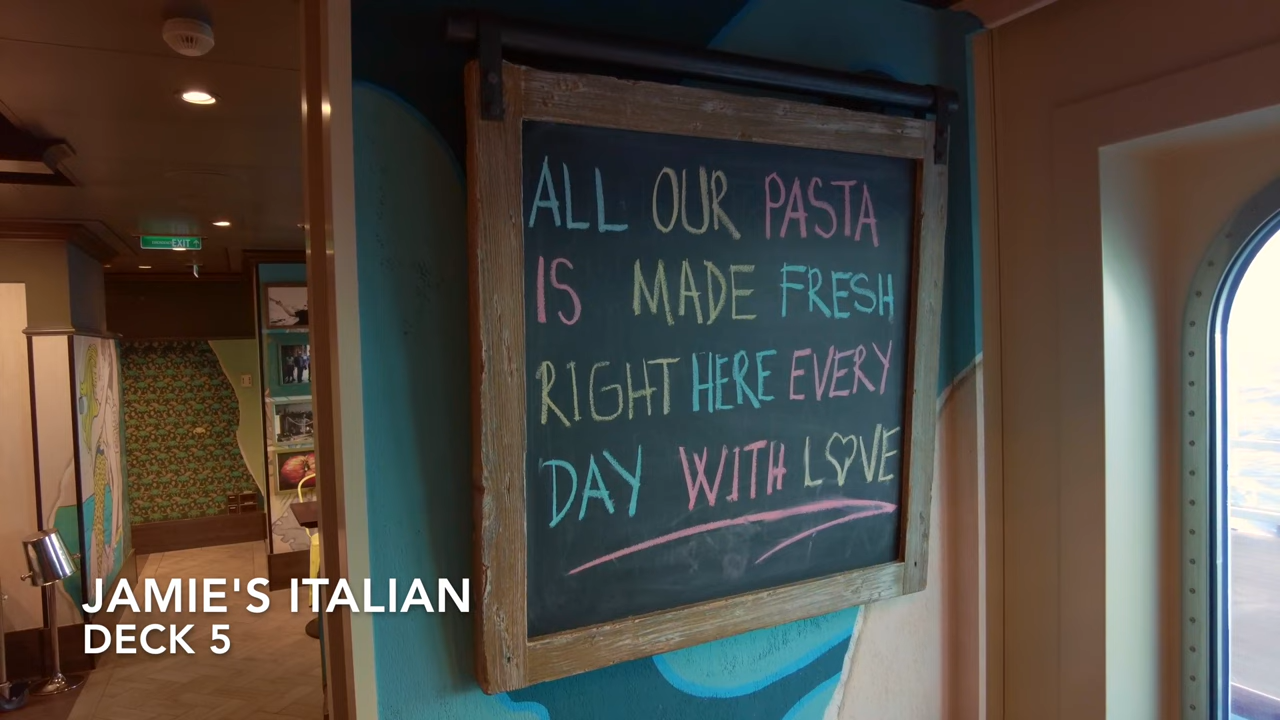 EXIT
ALL OUR PASTA
IS MADE FRESH
RIGHT HERE EVERY
DAY WITH LOVE
JAMIE'S ITALIAN
DECK 5